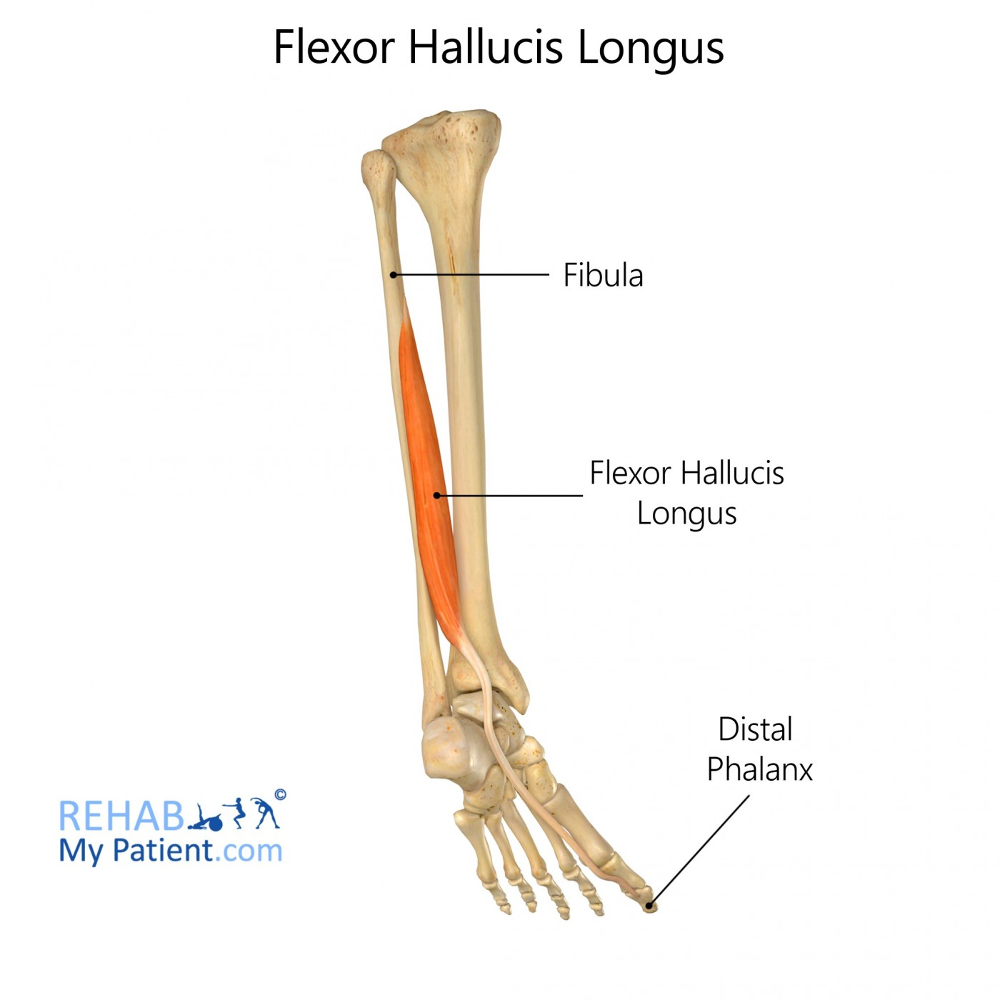 Flexor Hallucis Longus
Fibula
Flexor Hallucis
Longus
Distal
Phalanx
REHAB ©
My Patient.com